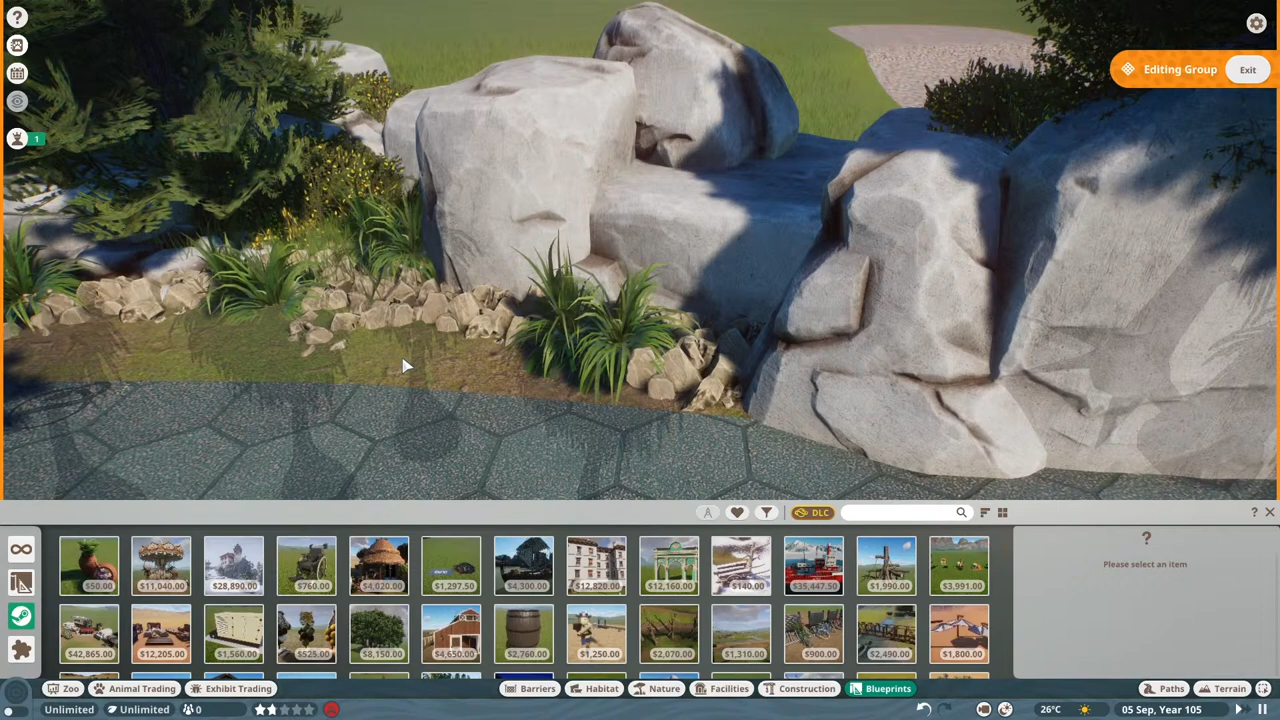 ?
1
Editing Group Exit
DLC
?
$50.00 $11,040.00 $28,890.00 $760.00 $4,020.00 $1,297.50 $4,300.00 $12,820.00 $12,160.00 $140.00 $35,447.50 $1,990.00 $3,991.00
?
Please select an item
$42,865.00 $12,205.00 $1,560.00 $525.00 $8,150.00 $4,650.00 $2,760.00 $1,250.00 $2,070.00 $1,310.00 $900.00 $2,490.00 $1,800.00
Zoo Animal Trading Exhibit Trading Barriers Habitat Nature Facilities Construction Blueprints Paths Terrain
Unlimited Unlimited 0 26°C 05 Sep, Year 105